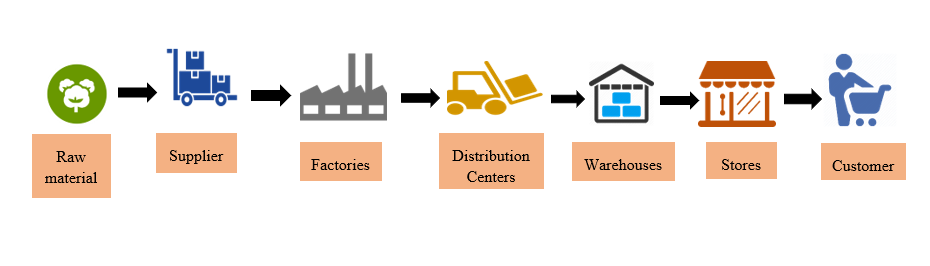 Raw
material
Supplier
Factories
Distribution
Centers
Warehouses
Stores
Customer